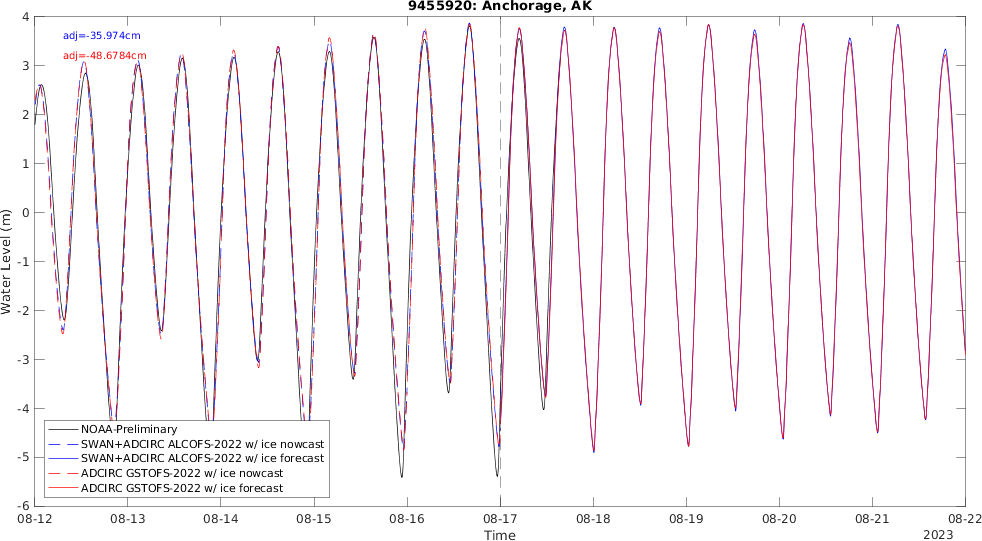 9455920: Anchorage, AK
adj=-35.974cm
adj=-48.6784cm
Water Level (m)
4
3
2
1
0
-1
-2
-3
-4
-5
-6
NOAA-Preliminary
SWAN+ADCIRC ALCOFS-2022 w/ ice nowcast
SWAN+ADCIRC ALCOFS-2022 w/ ice forecast
ADCIRC GSTOFS-2022 w/ ice nowcast
ADCIRC GSTOFS-2022 w/ ice forecast
08-12 08-13 08-14 08-15 08-16 08-17 08-18 08-19 08-20 08-21 08-22
Time
2023